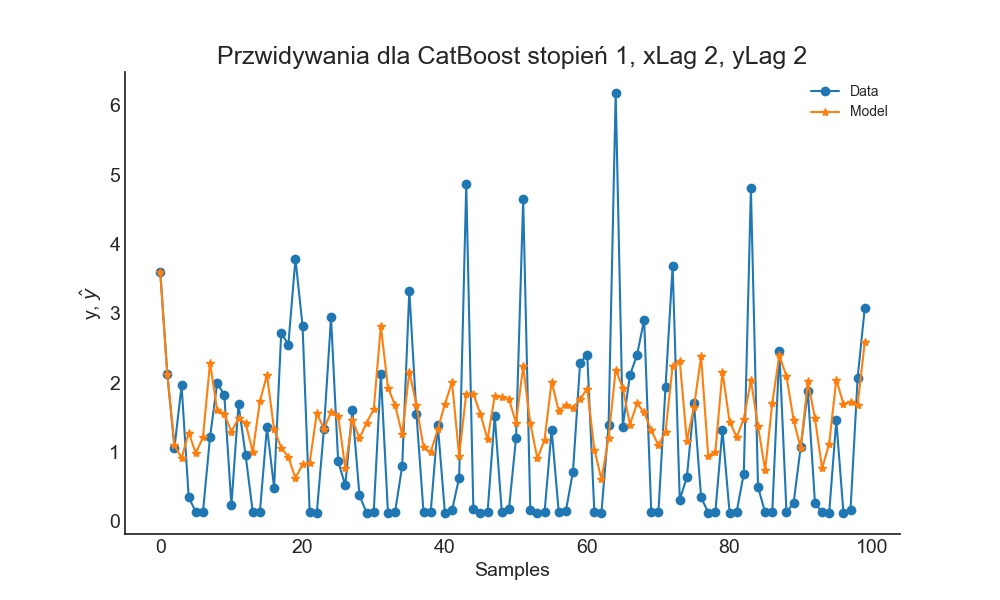 Przwidywania dla CatBoost stopień 1, xLag 2, yLag 2
Data
Model
6
5
4
3
2
1
0
y, ŷ
0 20 40 60 80 100
Samples